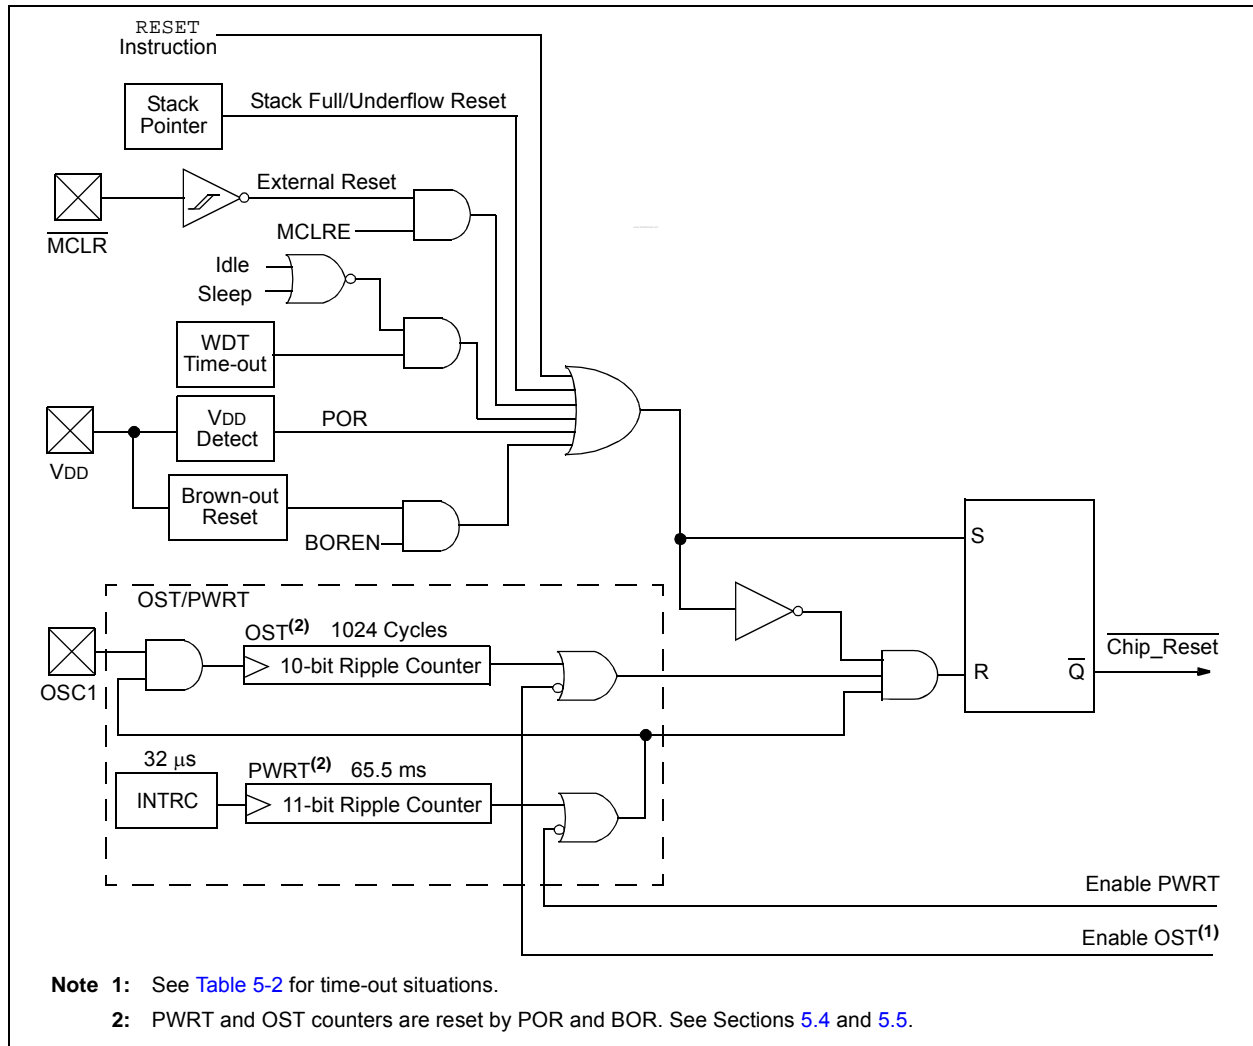 RESET
Instruction
Stack
Pointer
Stack Full/Underflow Reset
External Reset
MCLR
MCLRE
Idle
Sleep
WDT
Time-out
VDD
Detect
POR
VDD
Brown-out
Reset
BOREN
S
R
Q
Chip_Reset
OST/PWRT
OST(2) 1024 Cycles
10-bit Ripple Counter
OSC1
32 μs
INTRC
PWRT(2) 65.5 ms
11-bit Ripple Counter
Enable PWRT
Enable OST(1)
Note 1: See Table 5-2 for time-out situations.
2: PWRT and OST counters are reset by POR and BOR. See Sections 5.4 and 5.5.